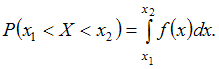 P(x₁ < X < x₂) = ∫_{x₁}^{x₂} f(x)dx.